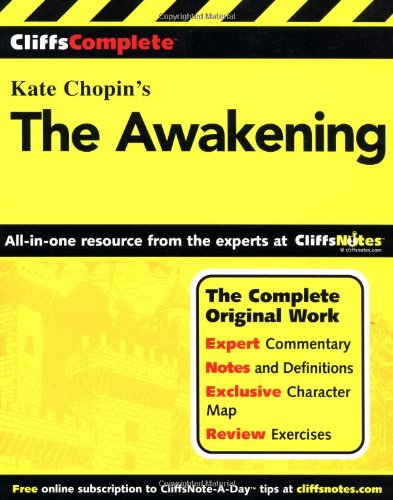 CliffsComplete™
Kate Chopin's
The Awakening
All-in-one resource from the experts at CliffsNotes™
@ cliffsnotes.com
The Complete
Original Work
Expert Commentary
Notes and Definitions
Exclusive Character
Map
Review Exercises
Free online subscription to CliffsNote-A-Day™ tips at cliffsnotes.com